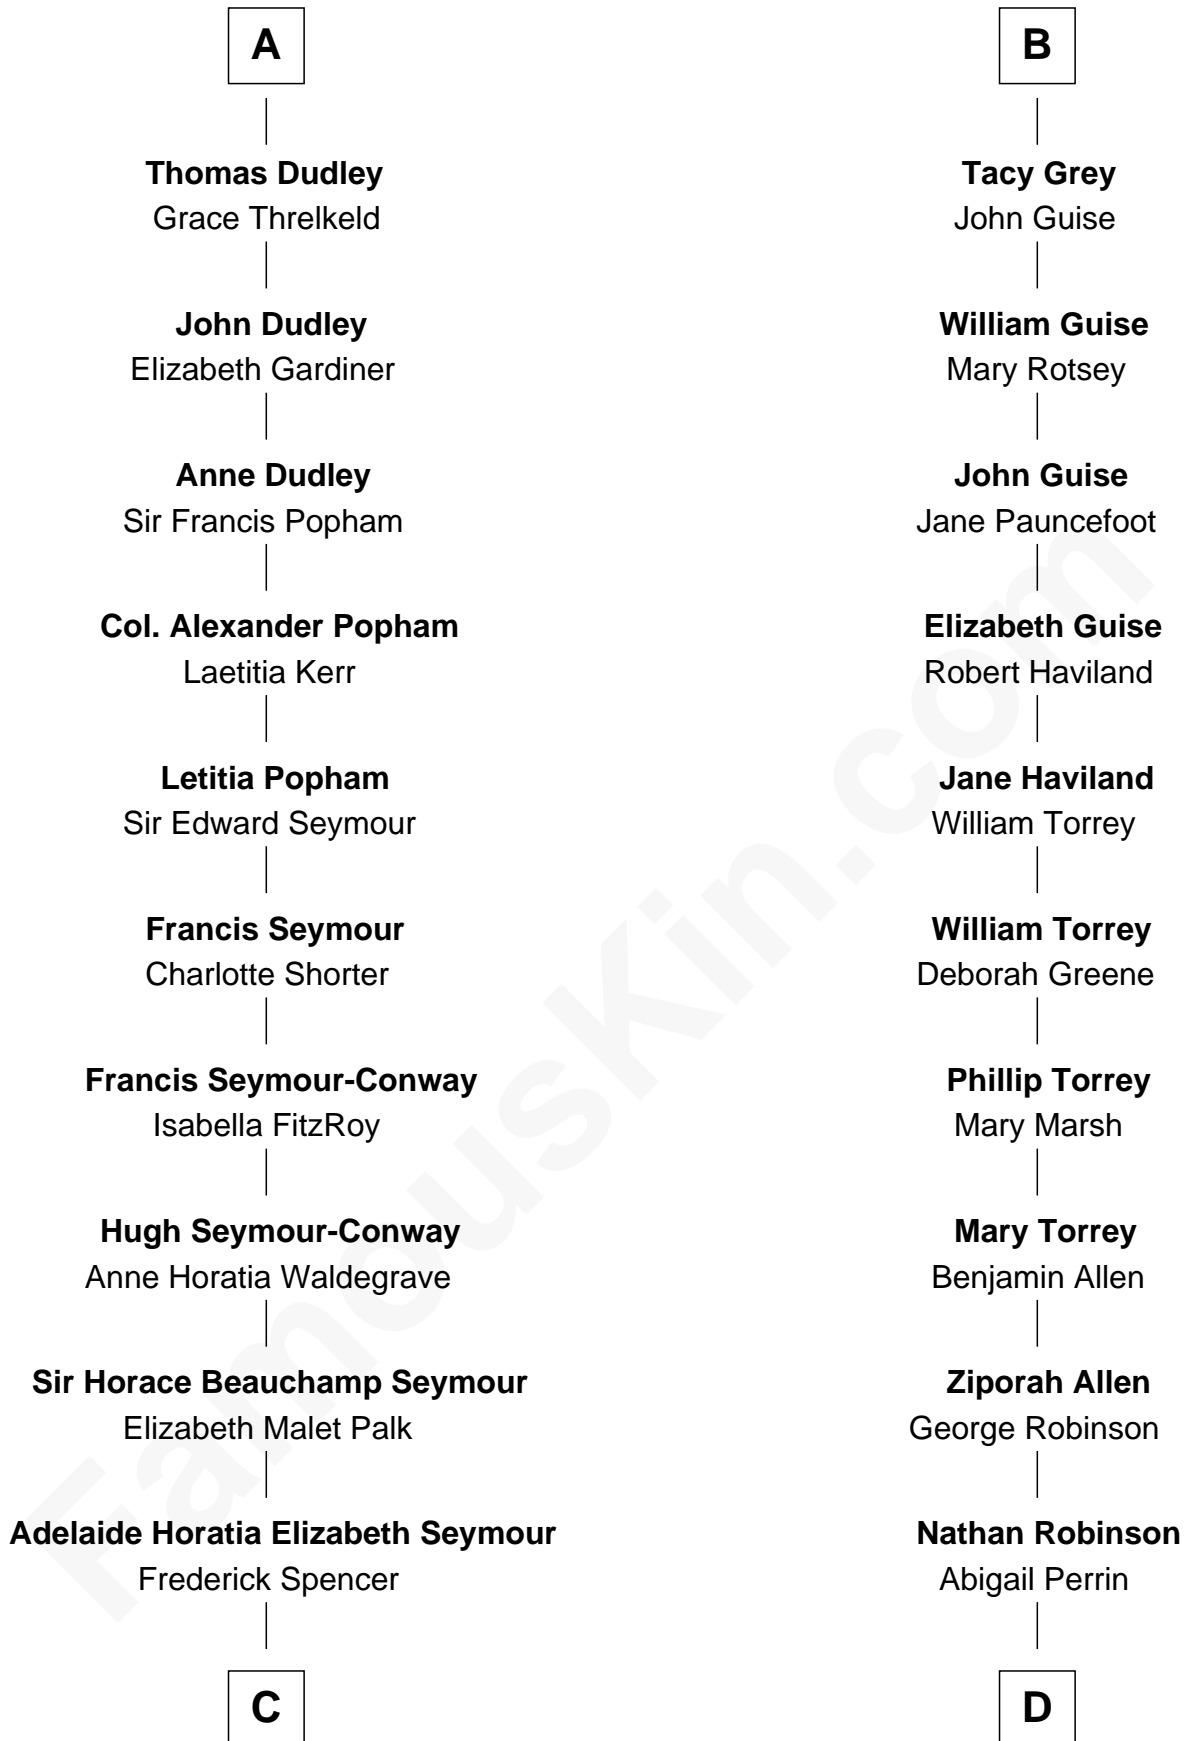 A
Thomas Dudley
Grace Threlkeld
John Dudley
Elizabeth Gardiner
Anne Dudley
Sir Francis Popham
Col. Alexander Popham
Laetitia Kerr
Letitia Popham
Sir Edward Seymour
Francis Seymour
Charlotte Shorter
Francis Seymour-Conway
Isabella FitzRoy
Hugh Seymour-Conway
Anne Horatia Waldegrave
Sir Horace Beauchamp Seymour
Elizabeth Malet Palk
Adelaide Horatia Elizabeth Seymour
Frederick Spencer
C
B
Tacy Grey
John Guise
William Guise
Mary Rotsey
John Guise
Jane Pauncefoot
Elizabeth Guise
Robert Haviland
Jane Haviland
William Torrey
William Torrey
Deborah Greene
Phillip Torrey
Mary Marsh
Mary Torrey
Benjamin Allen
Ziporah Allen
George Robinson
Nathan Robinson
Abigail Perrin
D
FamousKin.com